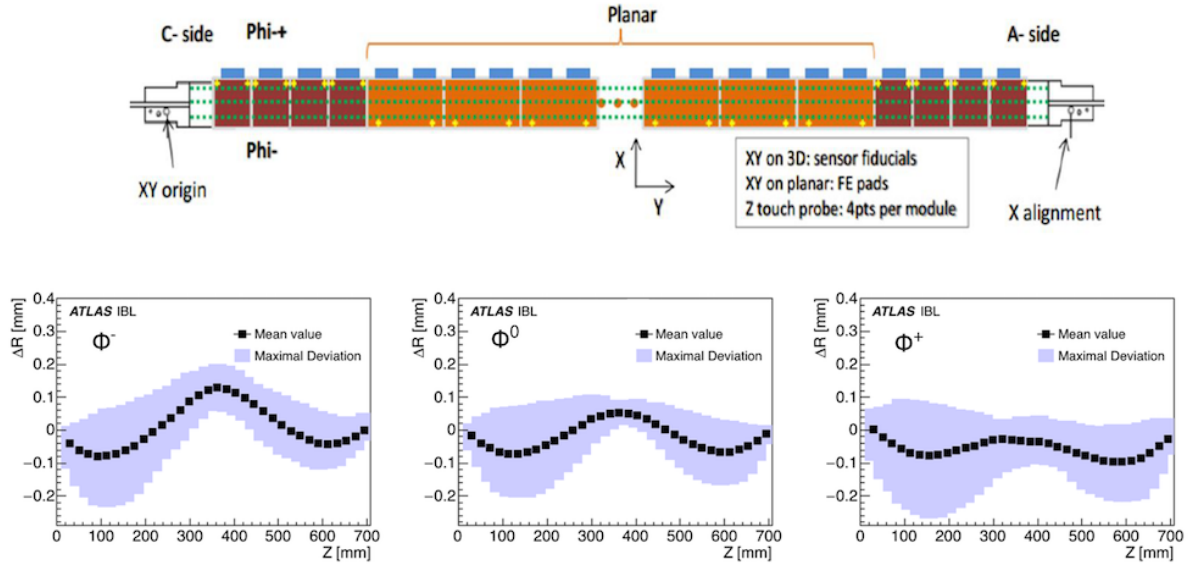 Planar
C- side
Phi-+
A- side
Phi-
XY origin
X
Y
XY on 3D: sensor fiducials
XY on planar: FE pads
Z touch probe: 4pts per module
X alignment
ΔR [mm]
0.4
0.3
0.2
0.1
0
−0.1
−0.2
ATLAS IBL
Φ-
Mean value
Maximal Deviation
0 100 200 300 400 500 600 700
Z [mm]
ΔR [mm]
0.4
0.3
0.2
0.1
0
−0.1
−0.2
ATLAS IBL
Φ0
Mean value
Maximal Deviation
0 100 200 300 400 500 600 700
Z [mm]
ΔR [mm]
0.4
0.3
0.2
0.1
0
−0.1
−0.2
ATLAS IBL
Φ+
Mean value
Maximal Deviation
0 100 200 300 400 500 600 700
Z [mm]